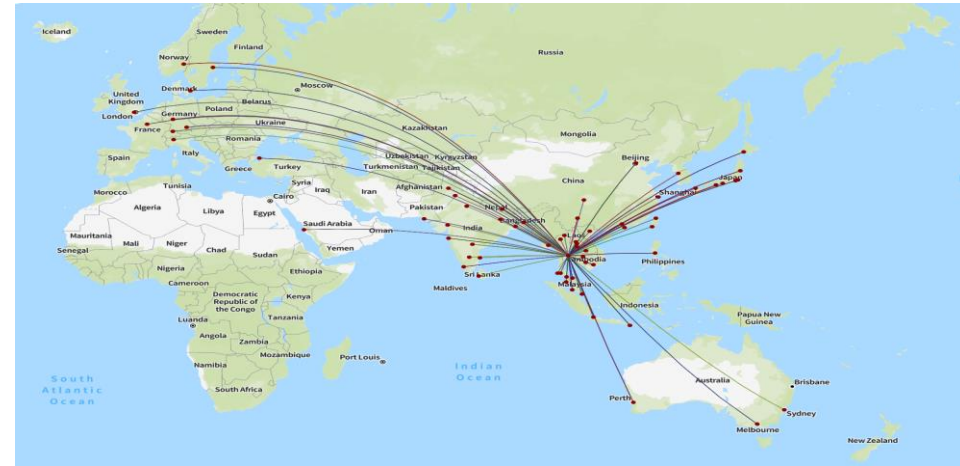 Iceland
Sweden
Finland
Norway
Russia
Denmark
Moscow
United
Kingdom
London
Poland
Belarus
Germany
France
Ukraine
Kazakhstan
Romania
Mongolia
Spain
Italy
Greece
Turkey
Uzbekistan
Kyrgyzstan
Turkmenistan
Tajikistan
Beijing
Japan
China
Shanghai
Morocco
Tunisia
Syria
Iraq
Iran
Afghanistan
Cairo
Pakistan
Nepal
Algeria
Libya
Egypt
Saudi Arabia
Oman
India
Bangladesh
Laos
Mauritania
Mali
Niger
Chad
Sudan
Yemen
Senegal
Nigeria
Cameroon
Ethiopia
Cambodia
Philippines
Sri Lanka
Maldives
Malaysia
Democratic
Republic of
the Congo
Kenya
Indonesia
Papua New
Guinea
Luanda
Tanzania
Angola
Zambia
Mozambique
Namibia
Port Louis
South Africa
South
Atlantic
Ocean
Indian
Ocean
Australia
Brisbane
Perth
Sydney
Melbourne
New Zealand